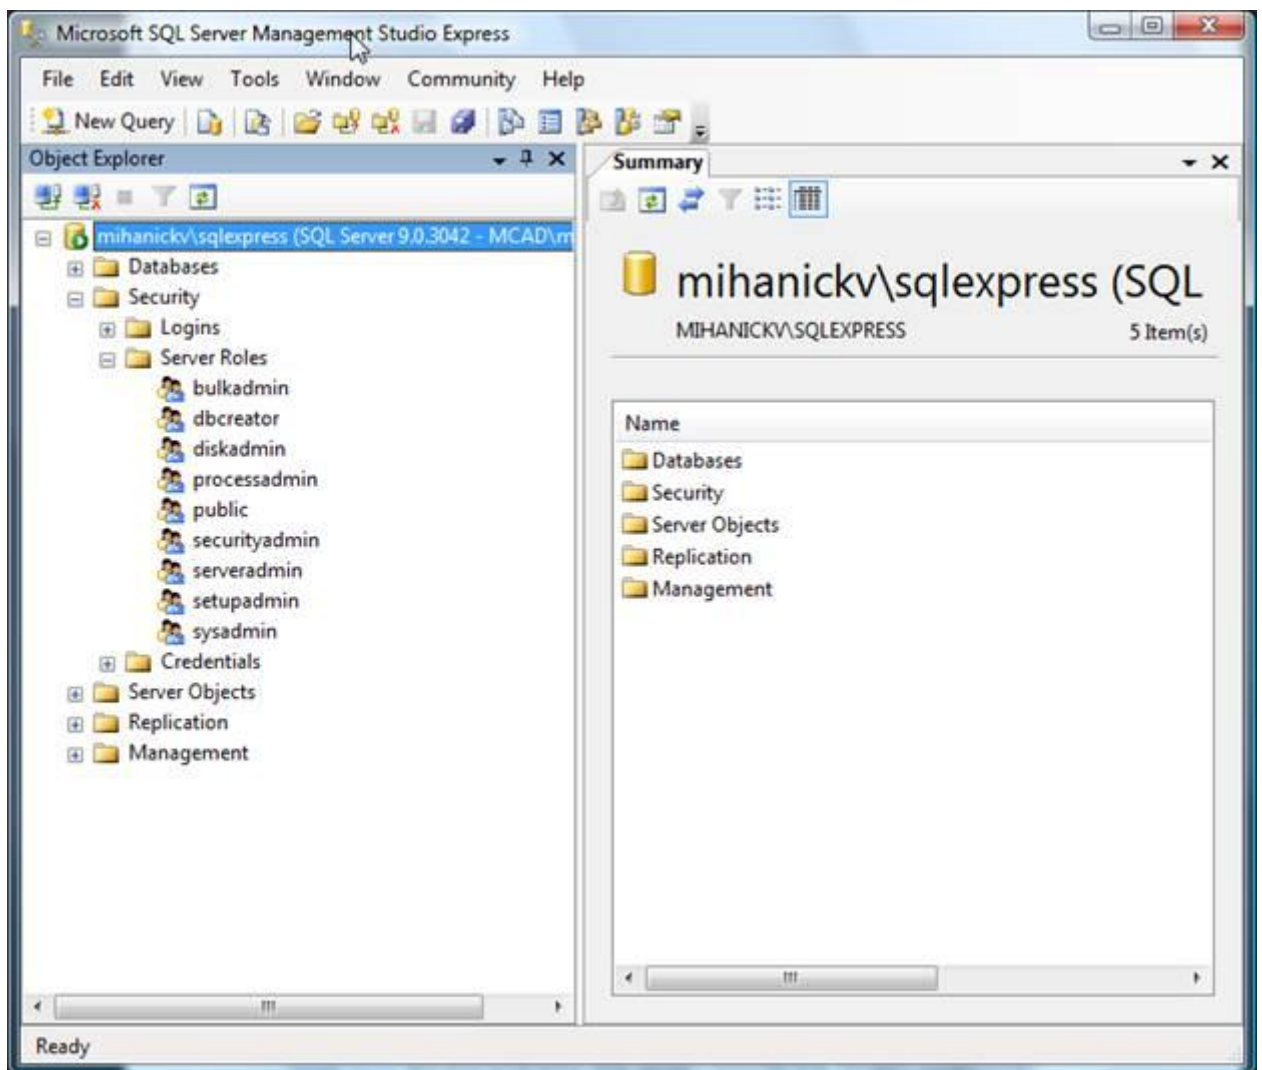 Microsoft SQL Server Management Studio Express
File Edit View Tools Window Community Help
New Query
Object Explorer
mihanickv\sqlexpress (SQL Server 9.0.3042 - MCAD\m
Databases
Security
Logins
Server Roles
bulkadmin
dbcreator
diskadmin
processadmin
public
securityadmin
serveradmin
setupadmin
sysadmin
Credentials
Server Objects
Replication
Management
Summary
mihanickv\sqlexpress (SQL
MIHANICKV\SQLEXPRESS 5 Item(s)
Name
Databases
Security
Server Objects
Replication
Management
Ready